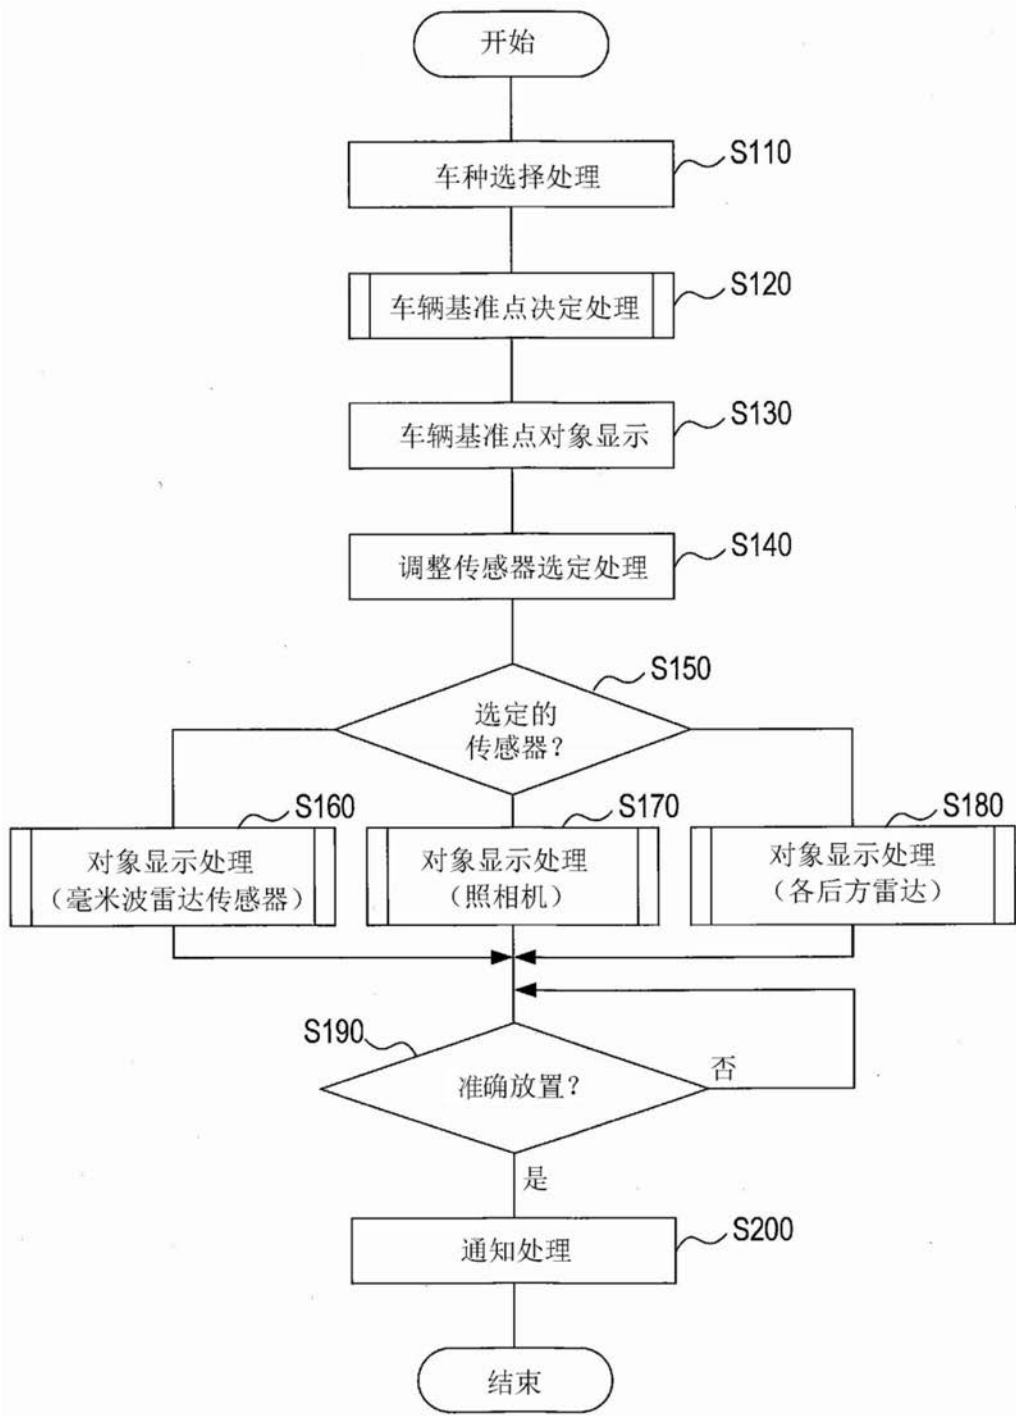 开始
S110
车种选择处理
S120
车辆基准点决定处理
S130
车辆基准点对象显示
S140
调整传感器选定处理
S150
选定的
传感器?
S160
对象显示处理
（毫米波雷达传感器）
S170
对象显示处理
（照相机）
S180
对象显示处理
（各后方雷达）
S190
准确放置?
否
是
S200
通知处理
结束